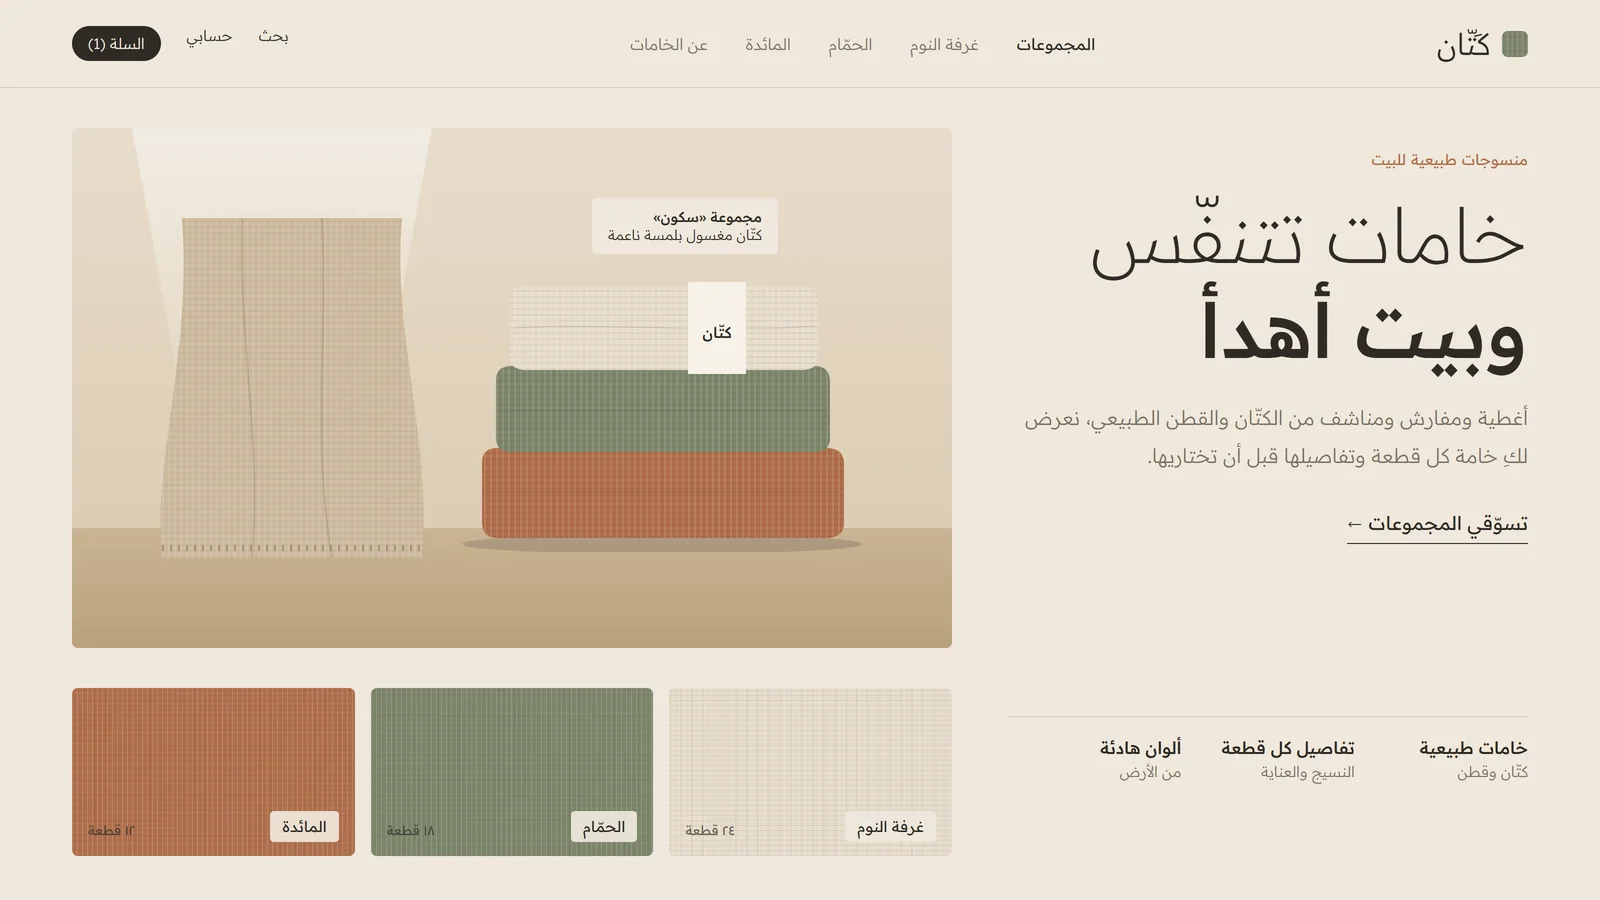 كتّان
المجموعات
غرفة النوم
الحمّام
المائدة
عن الخامات
بحث
حسابي
السلة (1)
منسوجات طبيعية للبيت
خامات تتنفّس
وبيت أهدأ
أغطية ومفارش ومناشف من الكتّان والقطن الطبيعي، نعرض
لكِ خامة كل قطعة وتفاصيلها قبل أن تختاريها.
تسوّقي المجموعات ←
خامات طبيعية
كتّان وقطن
تفاصيل كل قطعة
النسيج والعناية
ألوان هادئة
من الأرض
مجموعة «سكون»
كتّان مغسول بلمسة ناعمة
كتّان
غرفة النوم
٢٤ قطعة
الحمّام
١٨ قطعة
المائدة
١٢ قطعة